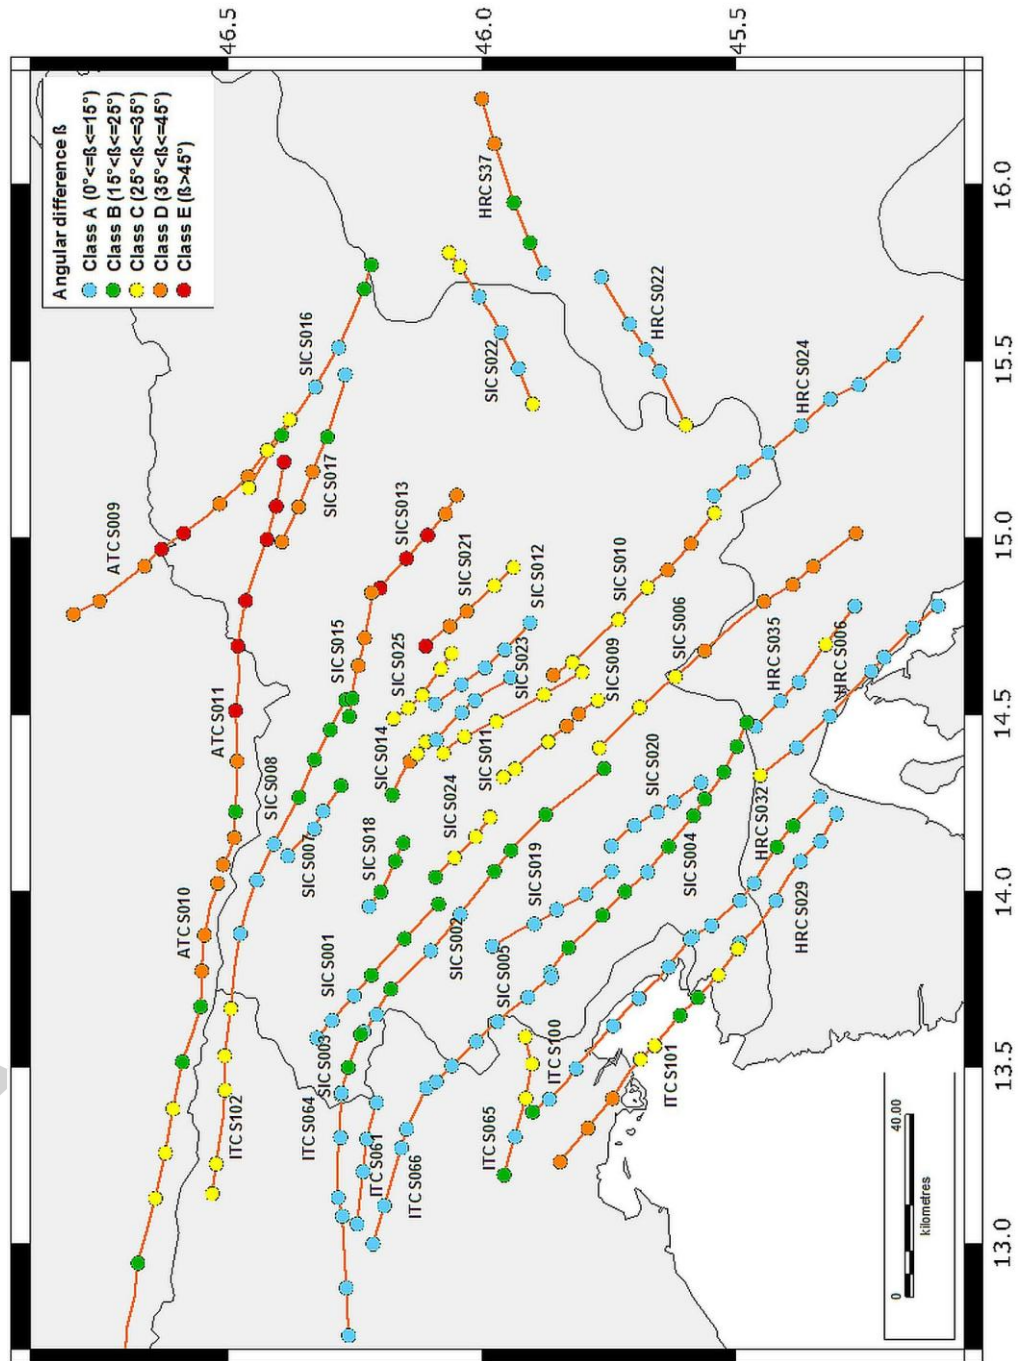 46.5
46.0
45.5
Angular difference ß
Class A (0°<=ß<=15°)
Class B (15°<ß<=25°)
Class C (25°<ß<=35°)
Class D (35°<ß<=45°)
Class E (ß>45°)
16.0
15.5
15.0
14.5
14.0
13.5
13.0
HRCS37
HRCS022
SICS022
SICS016
HRCS024
SICS017
ATCS009
SICS013
SICS021
SICS012
SICS010
SICS015
SICS025
SICS023
SICS009
SICS006
HRCS035
HRCS006
ATCS011
SICS014
SICS011
SICS008
SICS007
SICS024
SICS018
SICS020
HRCS032
SICS019
SICS004
HRCS029
ATCS010
SICS001
SICS002
SICS005
SICS003
ITCS100
ITCS101
ITCS064
ITCS061
ITCS065
ITCS066
ITCS102
0
40.00
kilometres